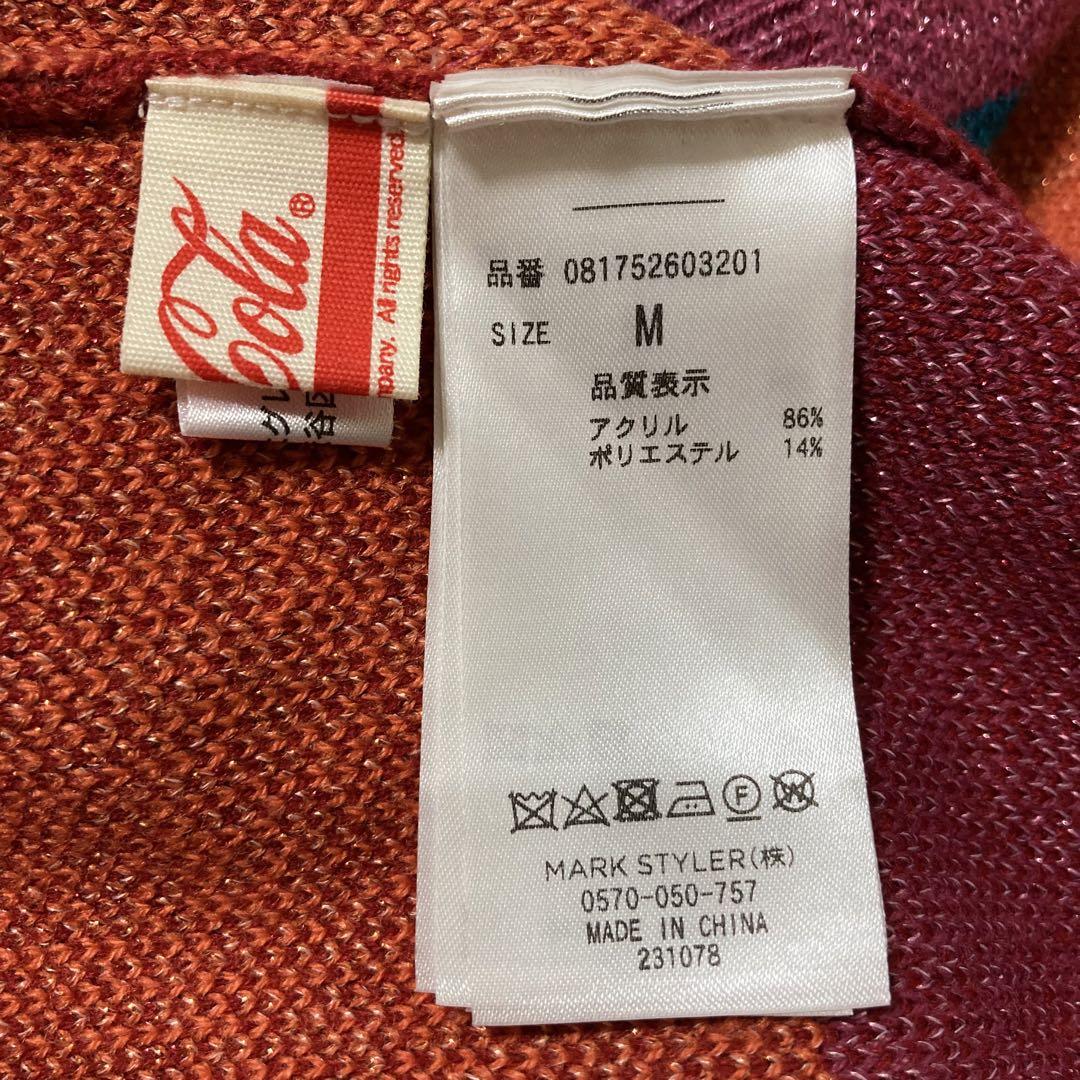 Cola®
mpany. All rights reserved.
品番 081752603201
SIZE M
品質表示
アクリル 86%
ポリエステル 14%
F
W
MARK STYLER(株)
0570-050-757
MADE IN CHINA
231078